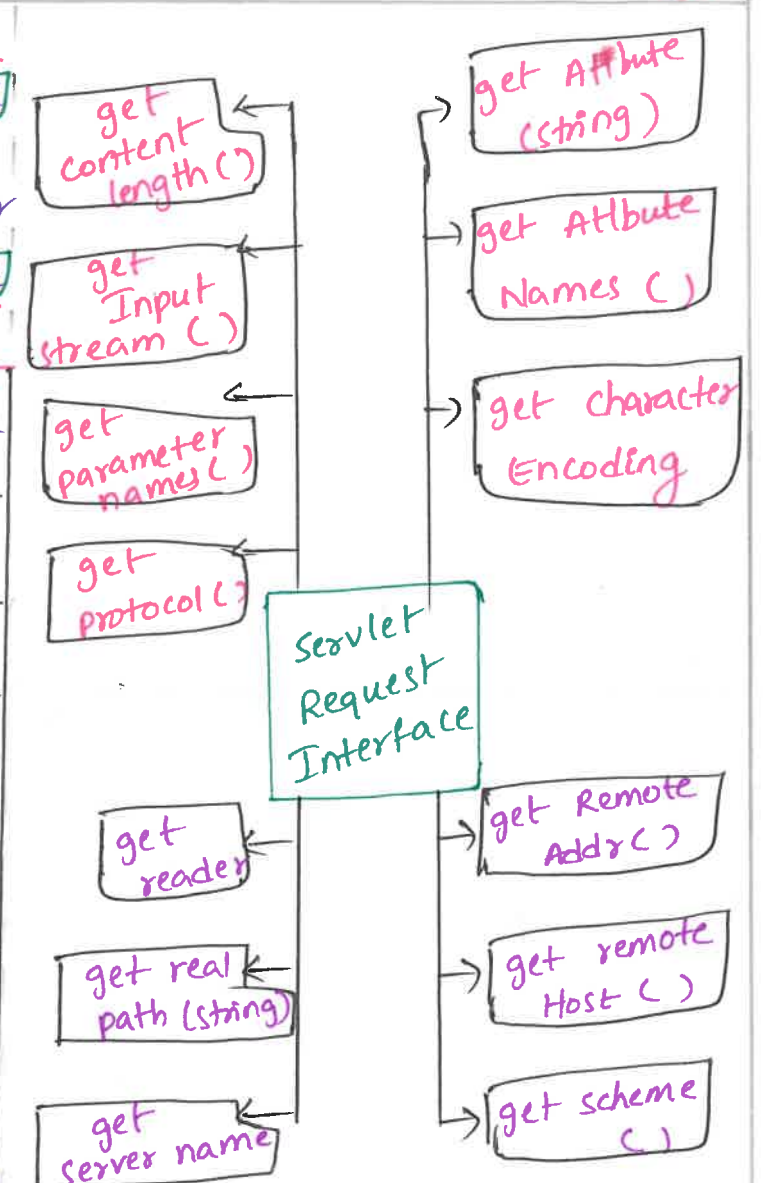 get
content
length()
get
Input
stream ()
get
parameter
names()
get
protocol()
get Attbute
(string)
get Attbute
Names ()
get character
Encoding
Servlet
Request
Interface
get
reader
get real
path (string)
get
server name
get Remote
Addr()
get remote
Host ()
get scheme
()